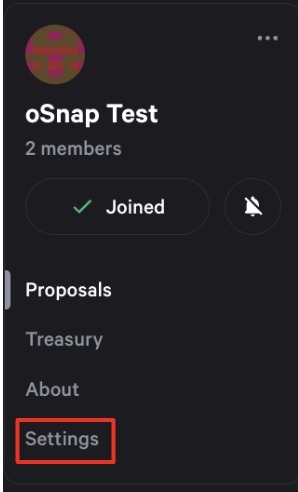 oSnap Test
2 members
Joined
Proposals
Treasury
About
Settings